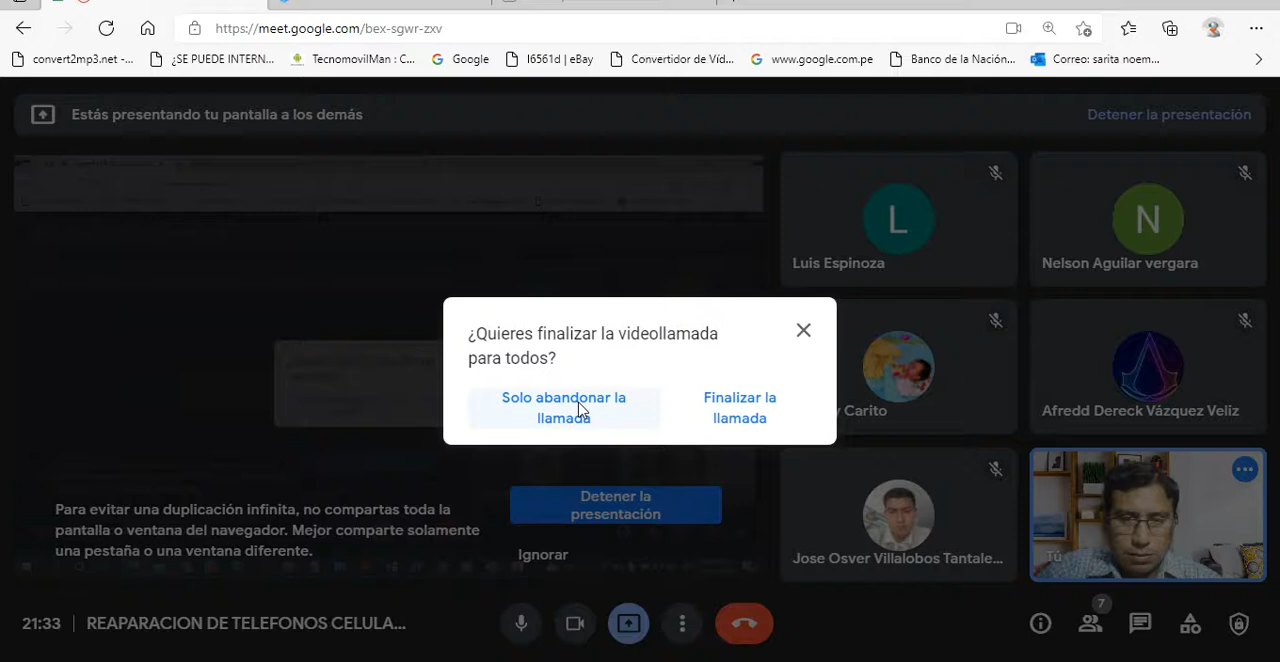 https://meet.google.com/bex-sgwr-zxv
convert2mp3.net -...
¿SE PUEDE INTERN...
TecnomovilMan : C...
Google
I6561d | eBay
Convertidor de Víd...
www.google.com.pe
Banco de la Nación...
Correo: sarita noem...
Estás presentando tu pantalla a los demás
Detener la presentación
L
Luis Espinoza
N
Nelson Aguilar vergara
¿Quieres finalizar la videollamada
para todos?
Solo abandonar la
llamada
Finalizar la
llamada
y Carito
Afredd Dereck Vázquez Veliz
Para evitar una duplicación infinita, no compartas toda la
pantalla o ventana del navegador. Mejor comparte solamente
una pestaña o una ventana diferente.
Detener la
presentación
Ignorar
Jose Osver Villalobos Tantale...
Tú
21:33
REAPARACION DE TELEFONOS CELULA...
7